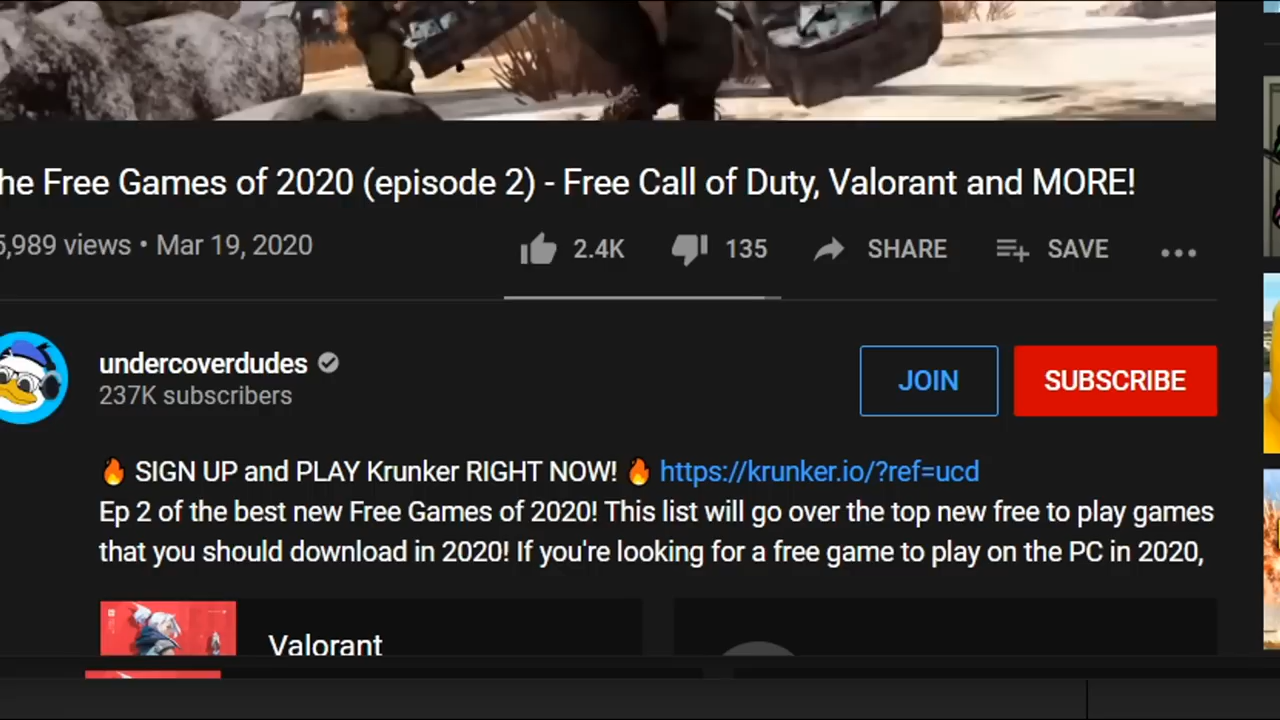 he Free Games of 2020 (episode 2) - Free Call of Duty, Valorant and MORE!
5,989 views • Mar 19, 2020
2.4K 135 SHARE SAVE
undercoverdudes
237K subscribers
JOIN SUBSCRIBE
🔥 SIGN UP and PLAY Krunker RIGHT NOW! 🔥 https://krunker.io/?ref=ucd
Ep 2 of the best new Free Games of 2020! This list will go over the top new free to play games
that you should download in 2020! If you're looking for a free game to play on the PC in 2020,
Valorant